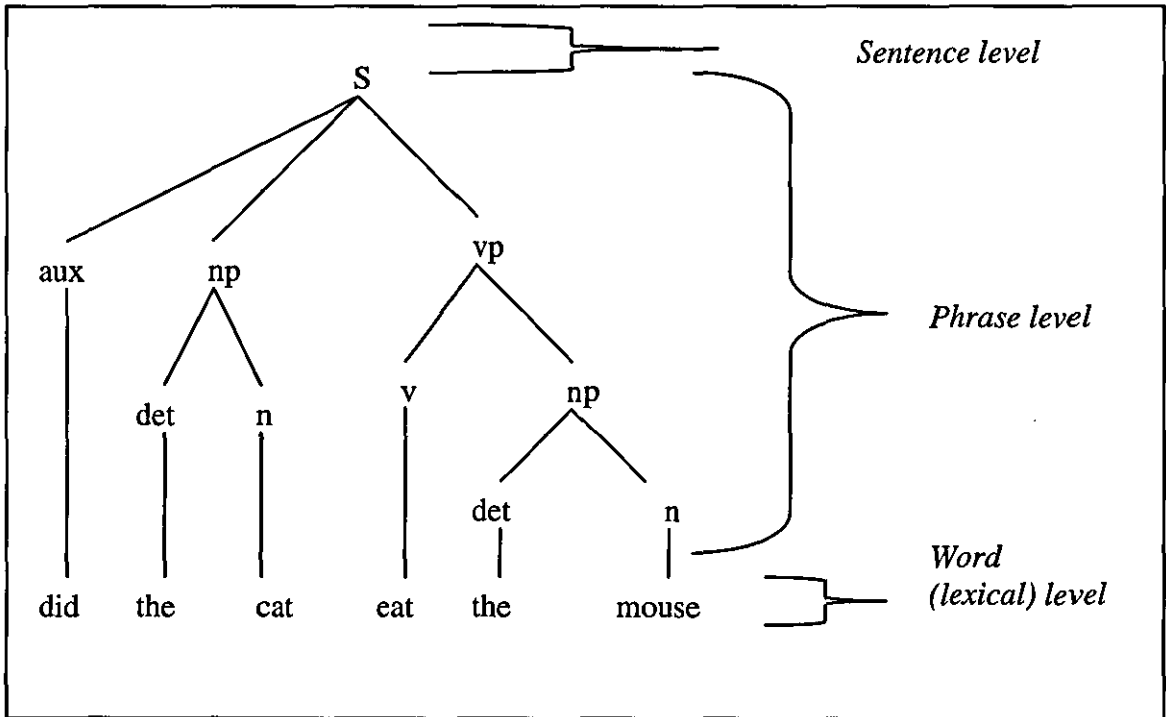 Sentence level
S
aux np vp
Phrase level
det n v np
det n
Word
(lexical) level
did the cat eat the mouse